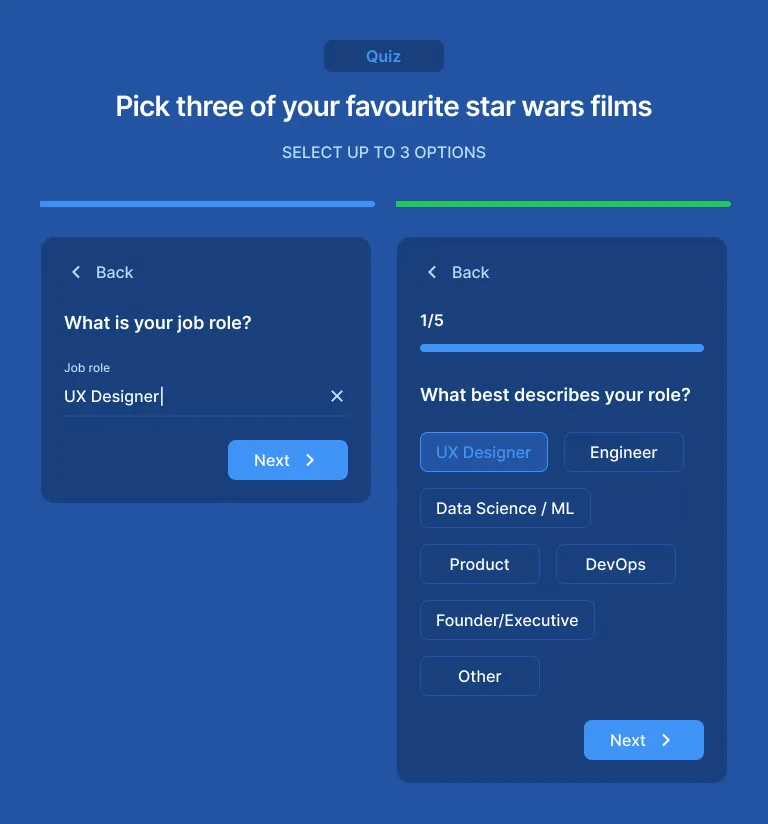 Quiz
Pick three of your favourite star wars films
SELECT UP TO 3 OPTIONS
Back
What is your job role?
Job role
UX Designer
Next
Back
1/5
What best describes your role?
UX Designer
Engineer
Data Science / ML
Product
DevOps
Founder/Executive
Other
Next